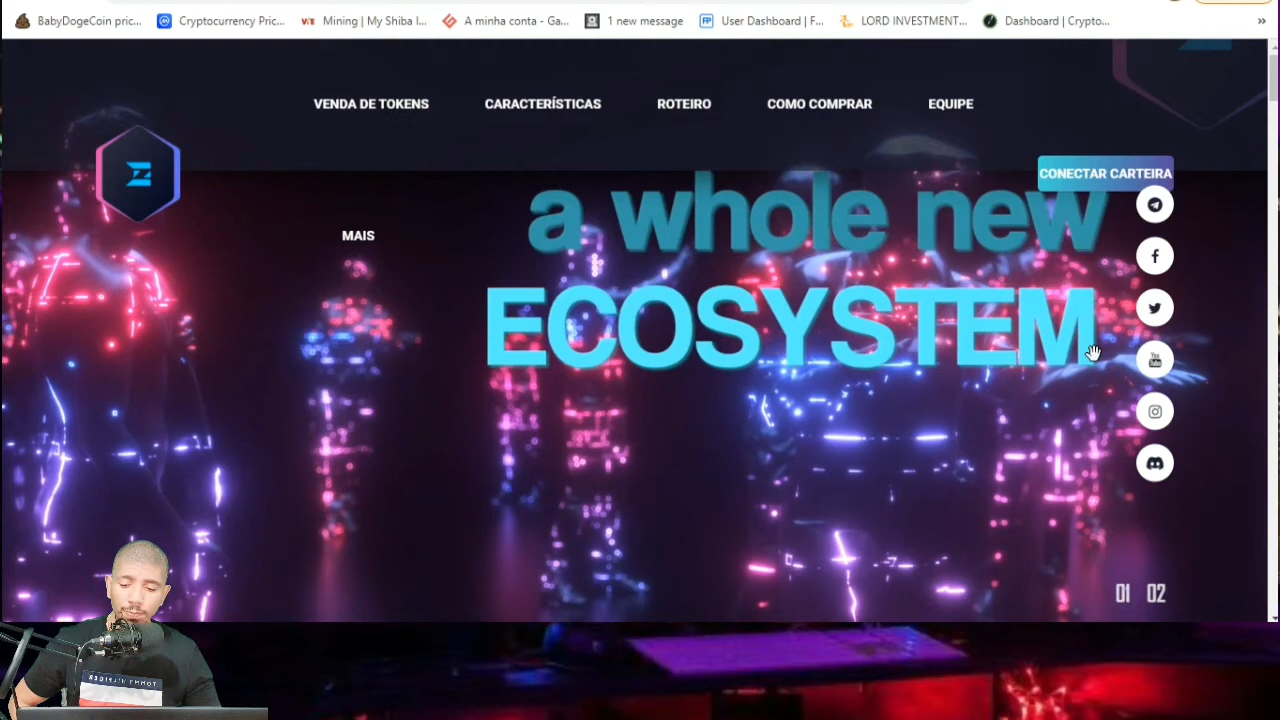 BabyDogeCoin pric...
Cryptocurrency Pric...
Mining | My Shiba I...
A minha conta - Ga...
1 new message
User Dashboard | F...
LORD INVESTMENT...
Dashboard | Crypto...
»
VENDA DE TOKENS
CARACTERÍSTICAS
ROTEIRO
COMO COMPRAR
EQUIPE
CONECTAR CARTEIRA
MAIS
a whole new
ECOSYSTEM
01 02